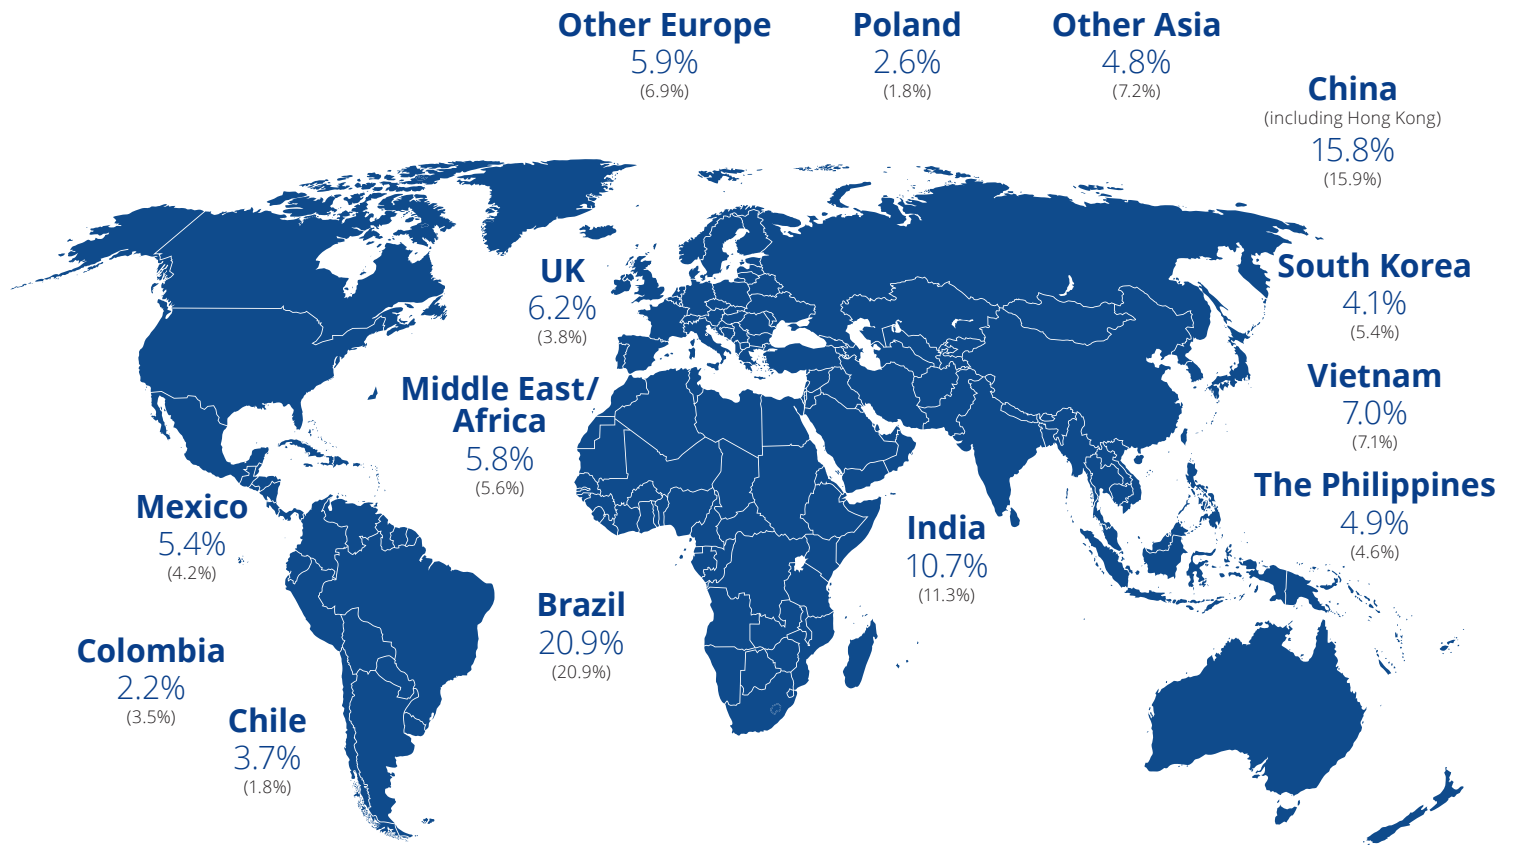 Other Europe
5.9%
(6.9%)
Poland
2.6%
(1.8%)
Other Asia
4.8%
(7.2%)
China
(including Hong Kong)
15.8%
(15.9%)
UK
6.2%
(3.8%)
South Korea
4.1%
(5.4%)
Middle East/
Africa
5.8%
(5.6%)
Vietnam
7.0%
(7.1%)
Mexico
5.4%
(4.2%)
India
10.7%
(11.3%)
The Philippines
4.9%
(4.6%)
Brazil
20.9%
(20.9%)
Colombia
2.2%
(3.5%)
Chile
3.7%
(1.8%)